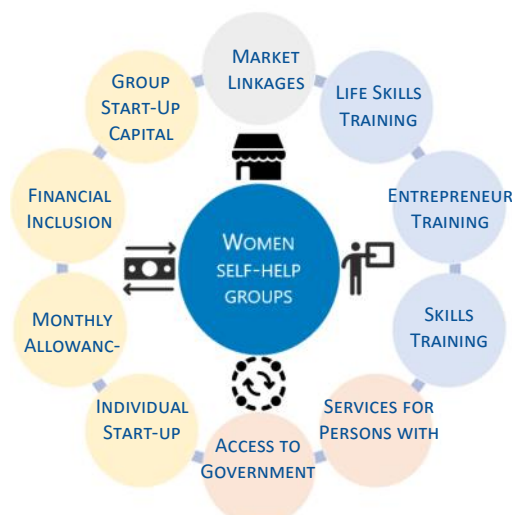 MARKET
LINKAGES
LIFE SKILLS
TRAINING
ENTREPRENEUR
TRAINING
SKILLS
TRAINING
SERVICES FOR
PERSONS WITH
ACCESS TO
GOVERNMENT
INDIVIDUAL
START-UP
MONTHLY
ALLOWANC-
FINANCIAL
INCLUSION
GROUP
START-UP
CAPITAL
WOMEN
SELF-HELP
GROUPS